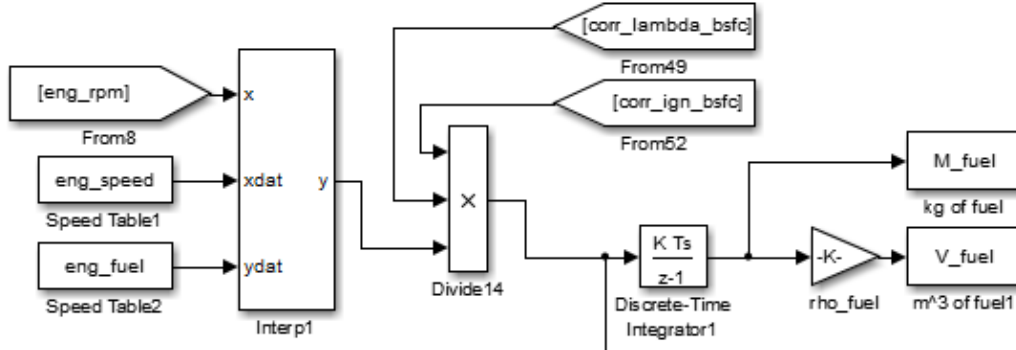 [corr_lambda_bsfc]
From49
[eng_rpm]
From8
x
[corr_ign_bsfc]
From52
eng_speed
Speed Table1
xdat
y
M_fuel
kg of fuel
×
eng_fuel
Speed Table2
ydat
Interp1
Divide14
K Ts
z-1
Discrete-Time
Integrator1
-K-
rho_fuel
V_fuel
m^3 of fuel1